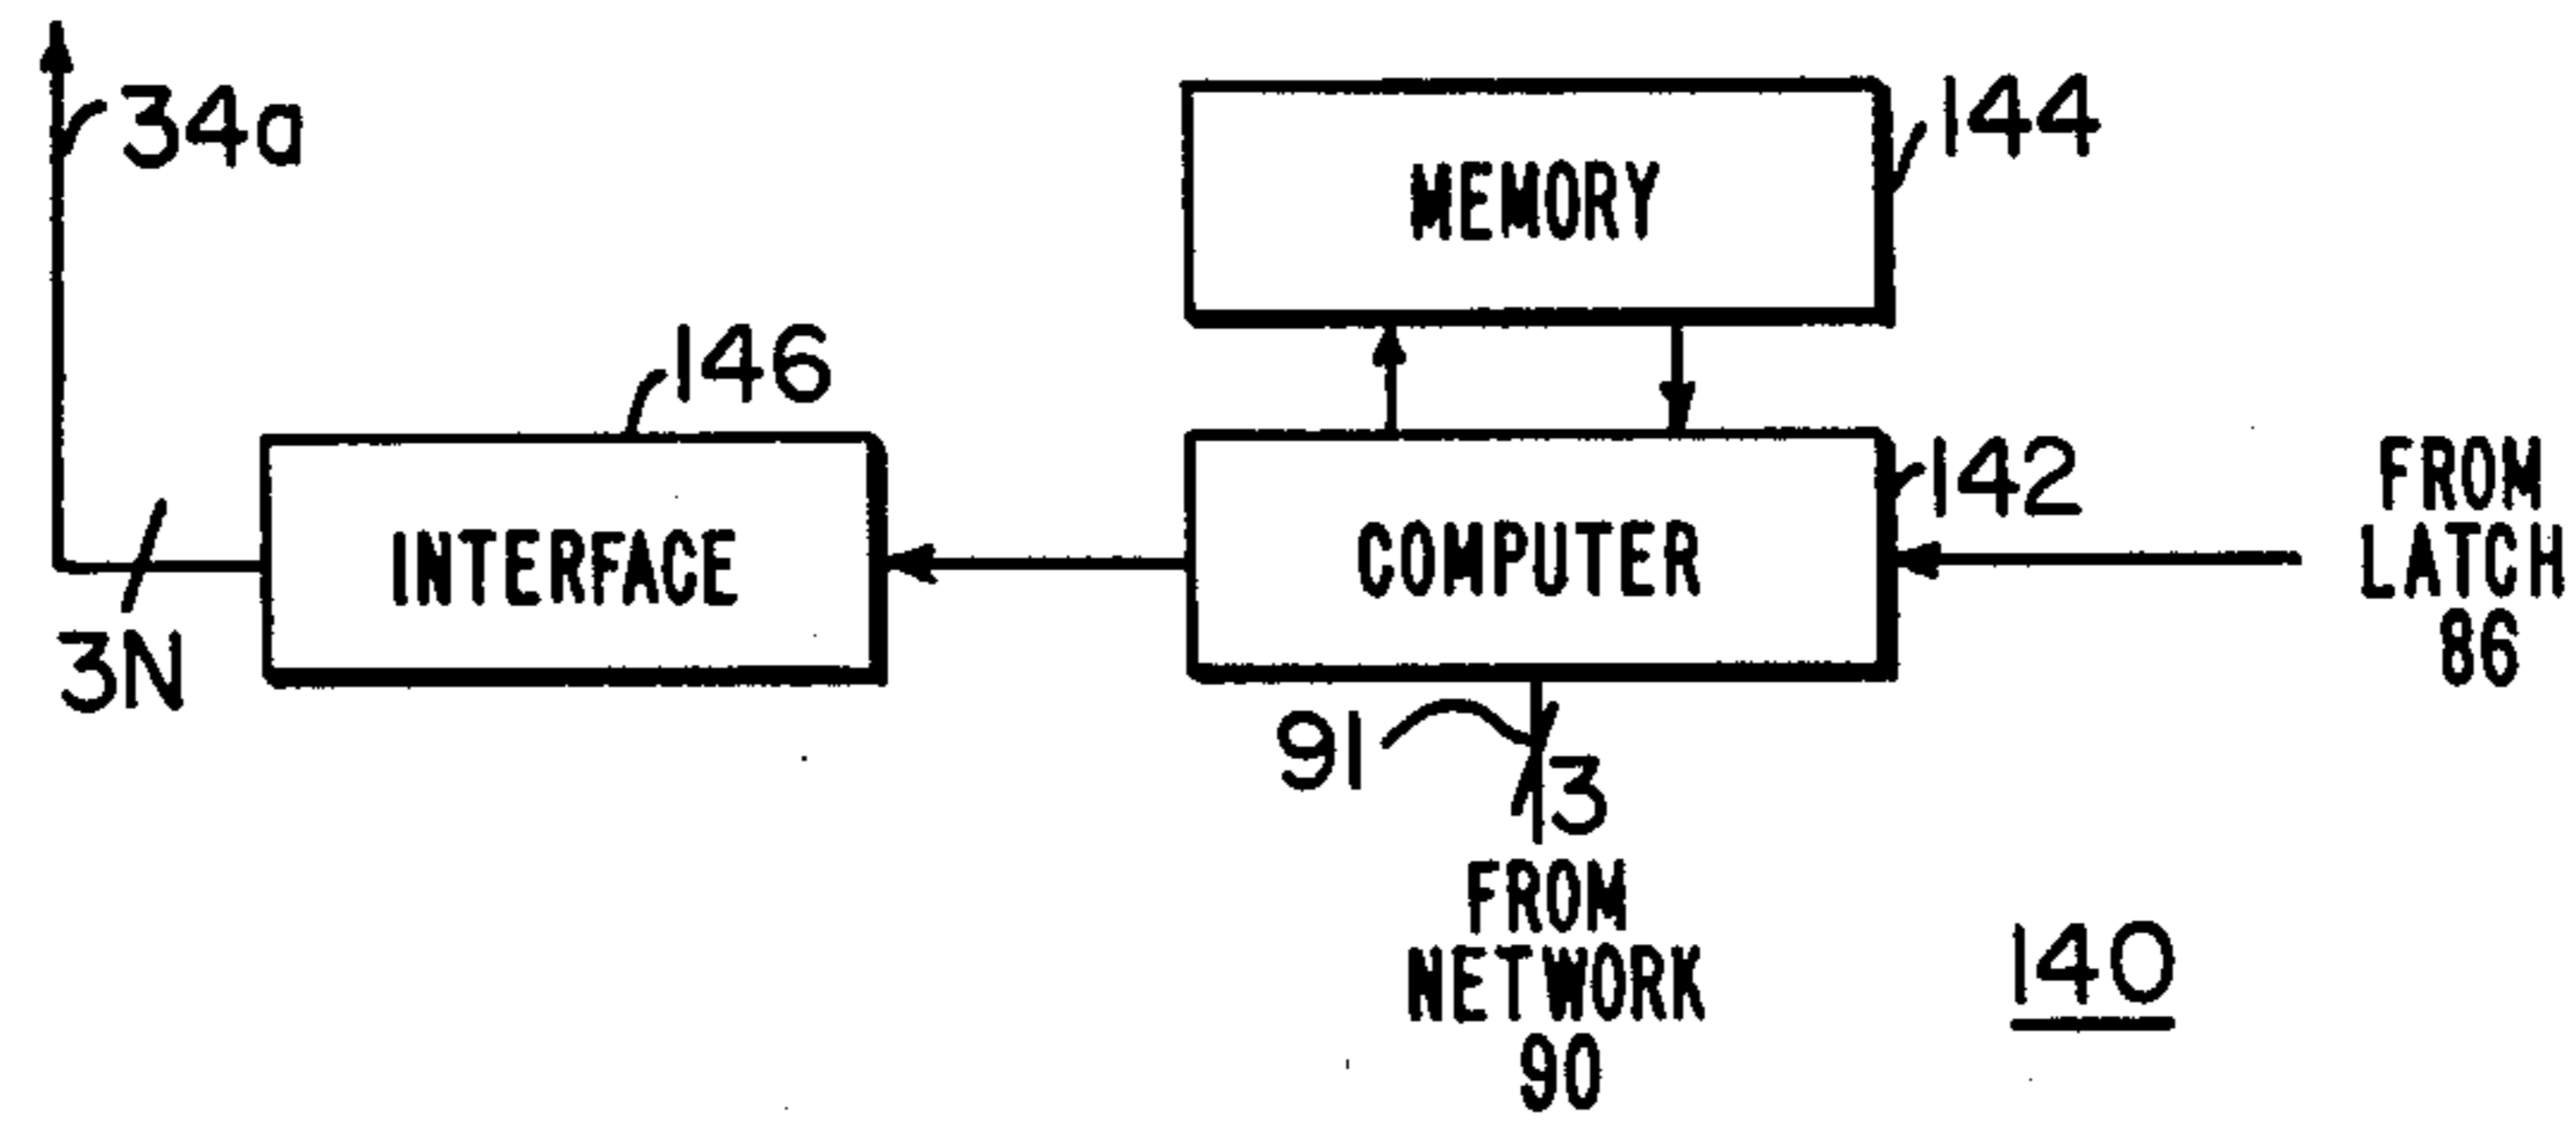 34a
MEMORY
144
146
INTERFACE
3N
COMPUTER
142
FROM
LATCH
86
91
3
FROM
NETWORK
90
140